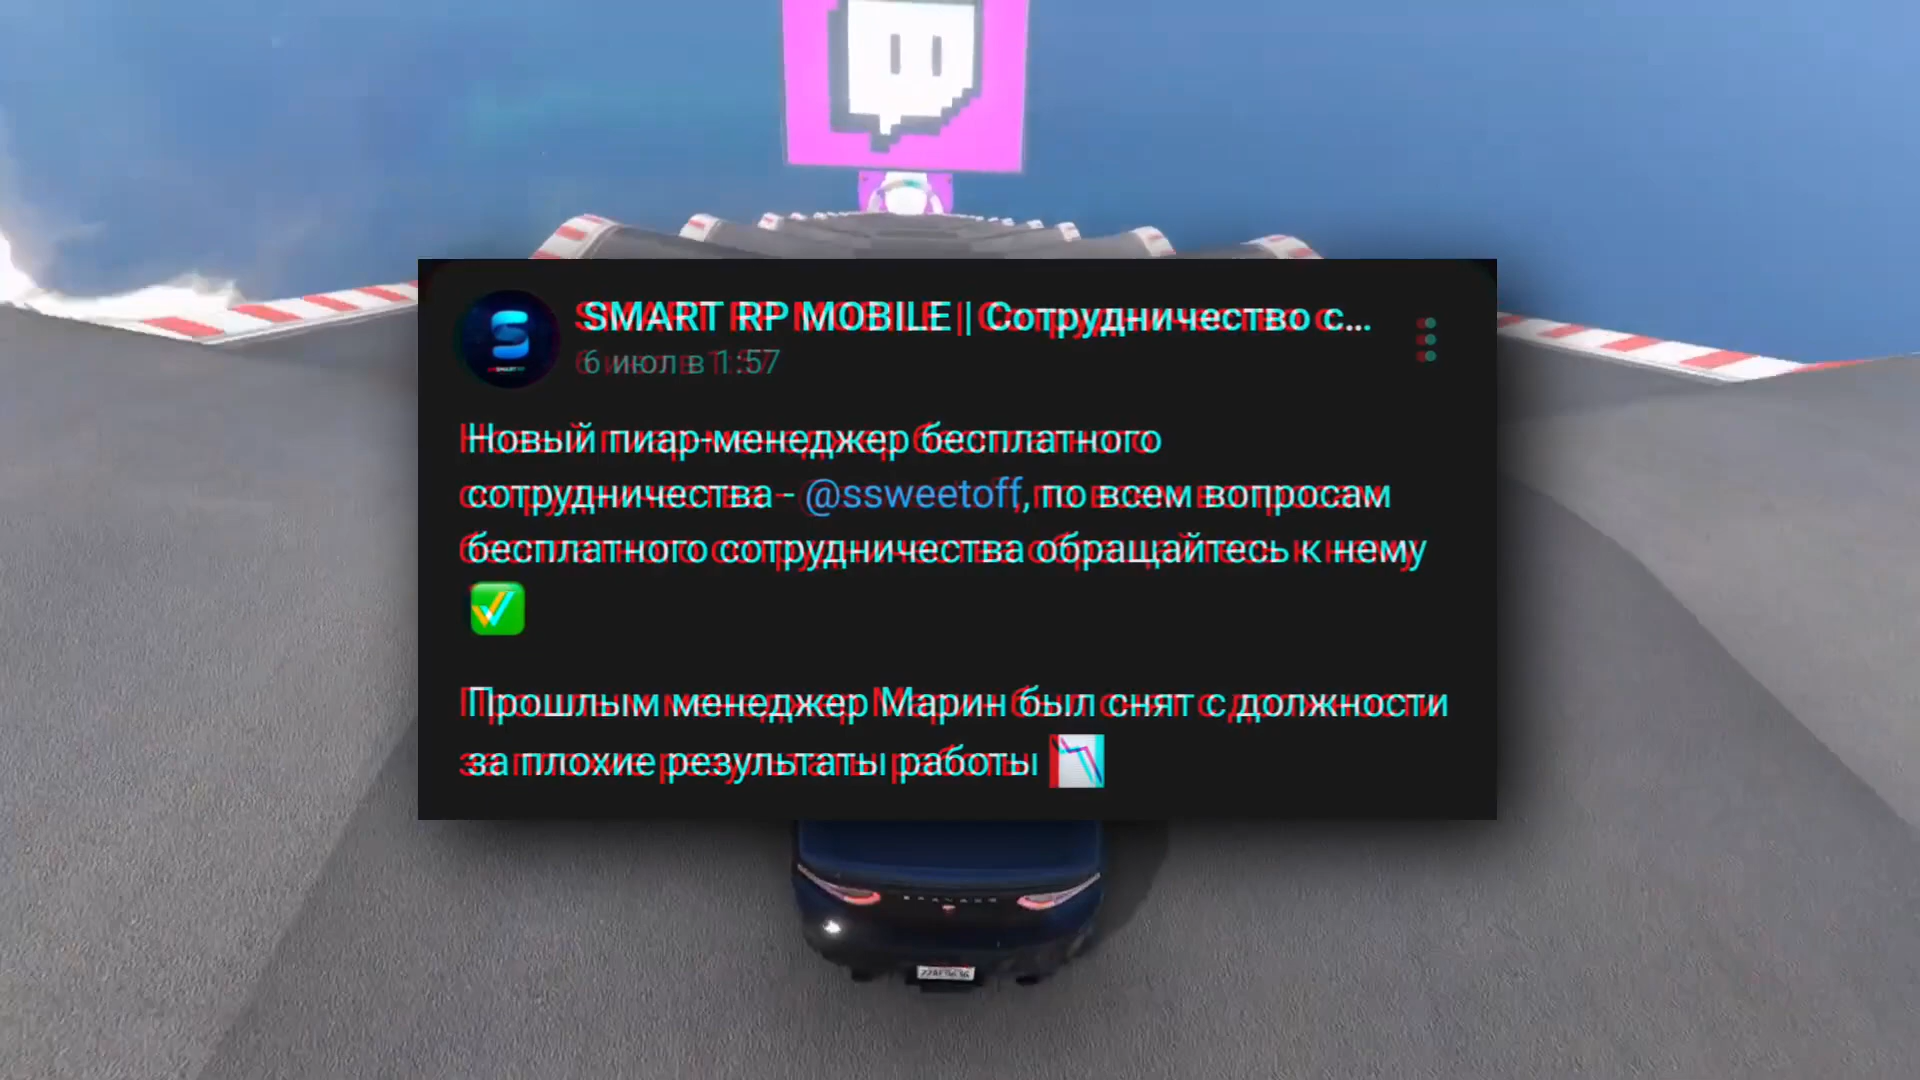 SMART RP MOBILE || Сотрудничество с...
6 июл в 1:57
Новый пиар-менеджер бесплатного
сотрудничества - @ssweetoff, по всем вопросам
бесплатного сотрудничества обращайтесь к нему
✅
Прошлым менеджер Марин был снят с должности
за плохие результаты работы 📉